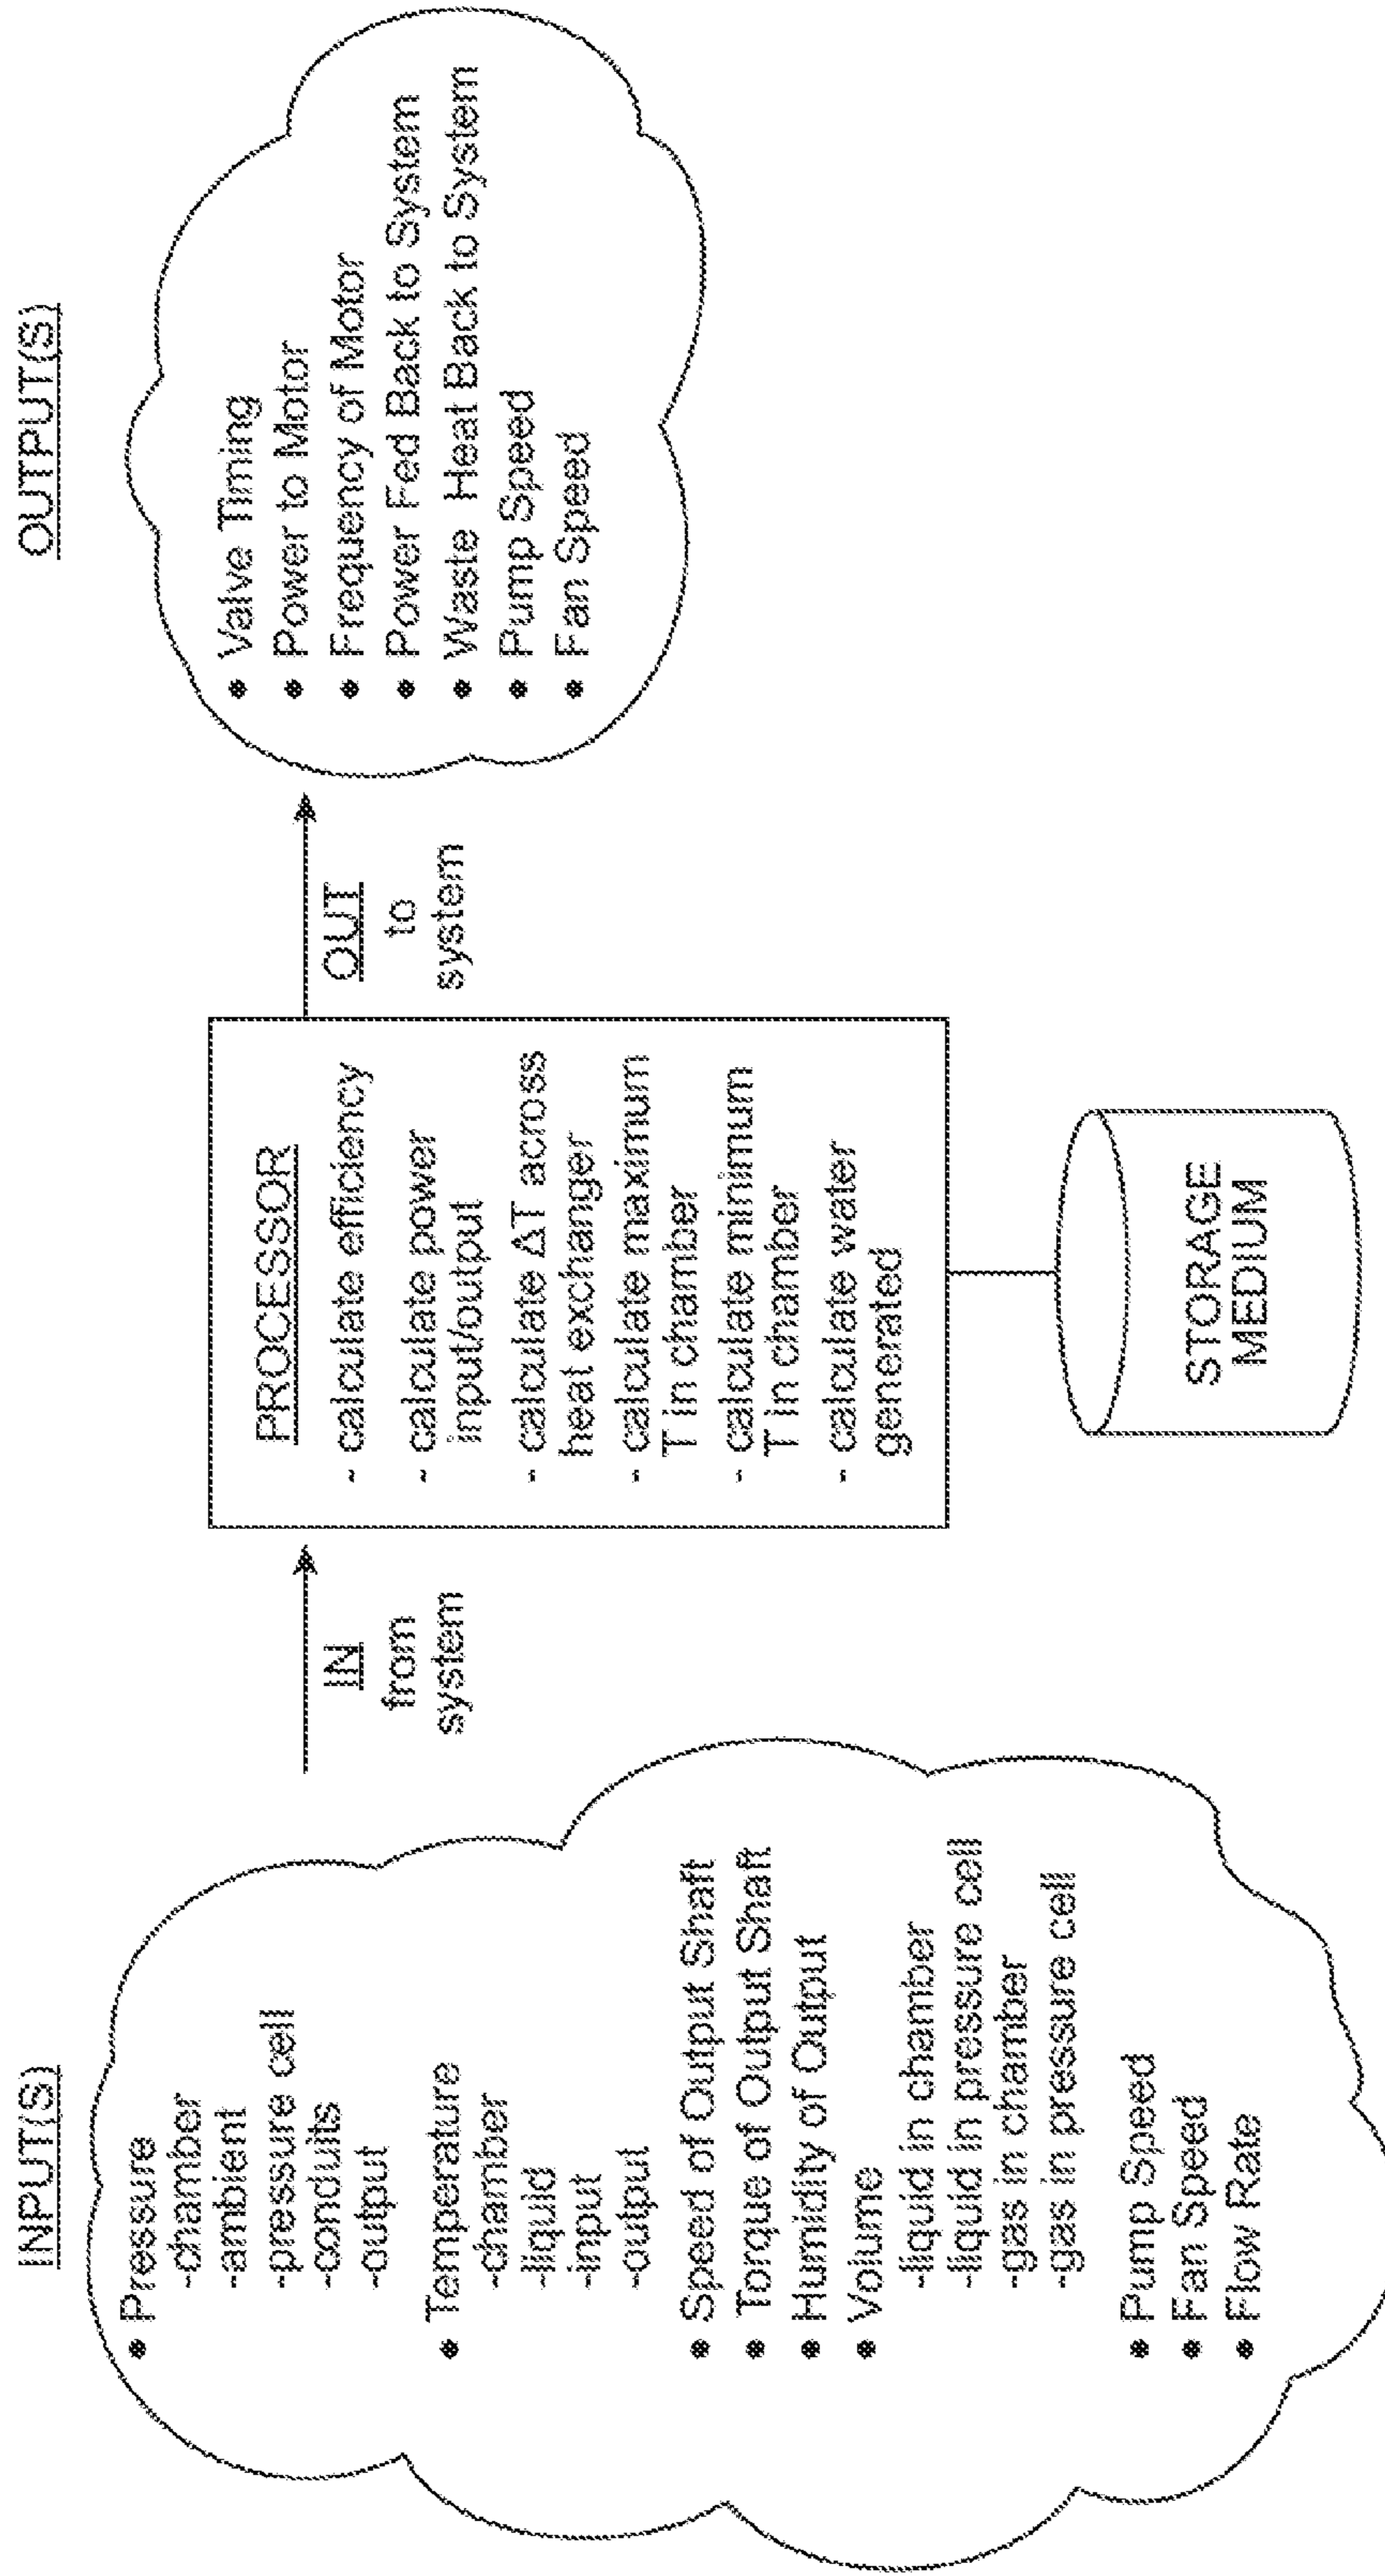 INPUT(S)
• Pressure
-chamber
-ambient
-pressure cell
-conduits
-output
• Temperature
-chamber
-liquid
-input
-output
• Speed of Output Shaft
• Torque of Output Shaft
• Humidity of Output
• Volume
-liquid in chamber
-liquid in pressure cell
-gas in chamber
-gas in pressure cell
• Pump Speed
• Fan Speed
• Flow Rate
IN
from
system
PROCESSOR
- calculate efficiency
- calculate power
input/output
- calculate ΔT across
heat exchanger
- calculate maximum
T in chamber
- calculate minimum
T in chamber
- calculate water
generated
STORAGE
MEDIUM
OUT
to
system
OUTPUT(S)
• Valve Timing
• Power to Motor
• Frequency of Motor
• Power Fed Back to System
• Waste Heat Back to System
• Pump Speed
• Fan Speed